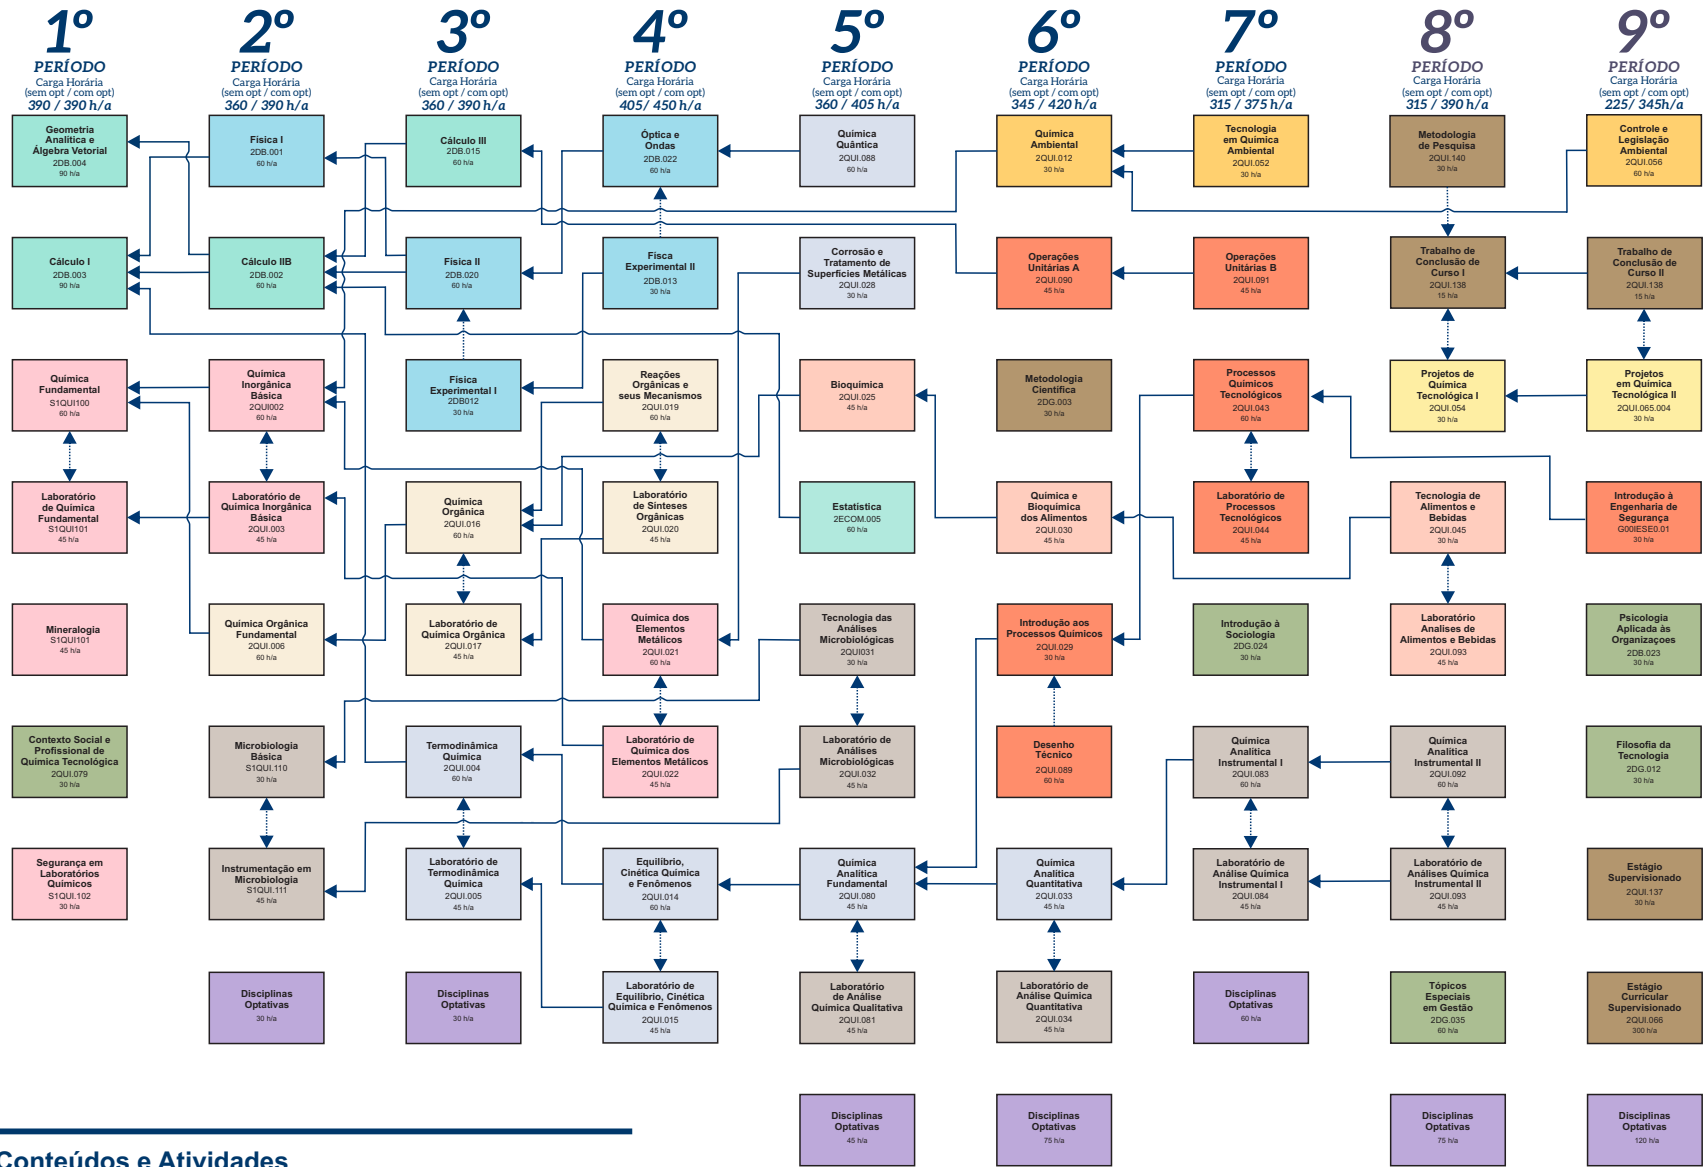 1º
PERÍODO
Carga Horária
(sem opt / com opt)
390 / 390 h/a
Geometria
Analítica e
Álgebra Vetorial
2DB.004
90 h/a
Cálculo I
2DB.003
90 h/a
Química
Fundamental
S1QUI100
60 h/a
Laboratório
de Química
Fundamental
S1QUI101
45 h/a
Mineralogia
S1QUI101
45 h/a
Contexto Social e
Profissional de
Química Tecnológica
2QUI.079
30 h/a
Segurança em
Laboratórios
Químicos
S1QUI.102
30 h/a
2º
PERÍODO
Carga Horária
(sem opt / com opt)
360 / 390 h/a
Física I
2DB.001
60 h/a
Cálculo IIB
2DB.002
60 h/a
Química
Inorgânica
Básica
2QUI002
60 h/a
Laboratório de
Química Inorgânica
Básica
2QUI.003
45 h/a
Química Orgânica
Fundamental
2QUI.006
60 h/a
Microbiologia
Básica
S1QUI.110
30 h/a
Instrumentação em
Microbiologia
S1QUI.111
45 h/a
Disciplinas
Optativas
30 h/a
3º
PERÍODO
Carga Horária
(sem opt / com opt)
360 / 390 h/a
Cálculo III
2DB.015
60 h/a
Física II
2DB.020
60 h/a
Física
Experimental I
2DB012
30 h/a
Química
Orgânica
2QUI.016
60 h/a
Laboratório de
Química Orgânica
2QUI.017
45 h/a
Termodinâmica
Química
2QUI.004
60 h/a
Laboratório de
Termodinâmica
Química
2QUI.005
45 h/a
Disciplinas
Optativas
30 h/a
4º
PERÍODO
Carga Horária
(sem opt / com opt)
405/ 450 h/a
Óptica e
Ondas
2DB.022
60 h/a
Físca
Experimental II
2DB.013
30 h/a
Reações
Orgânicas e
seus Mecanismos
2QUI.019
60 h/a
Laboratório
de Sínteses
Orgânicas
2QUI.020
45 h/a
Química dos
Elementos
Metálicos
2QUI.021
60 h/a
Laboratório de
Química dos
Elementos Metálicos
2QUI.022
45 h/a
Equilíbrio,
Cinética Química
e Fenômenos
2QUI.014
60 h/a
Laboratório de
Equilíbrio, Cinética
Química e Fenômenos
2QUI.015
45 h/a
5º
PERÍODO
Carga Horária
(sem opt / com opt)
360 / 405 h/a
Química
Quântica
2QUI.088
60 h/a
Corrosão e
Tratamento de
Superfícies Metálicas
2QUI.028
30 h/a
Bioquímica
2QUI.025
45 h/a
Estatística
2ECOM.005
60 h/a
Tecnologia das
Análises
Microbiológicas
2QUI031
30 h/a
Laboratório de
Análises
Microbiológicas
2QUI.032
45 h/a
Química
Analítica
Fundamental
2QUI.080
45 h/a
Laboratório
de Análise
Química Qualitativa
2QUI.081
45 h/a
Disciplinas
Optativas
45 h/a
6º
PERÍODO
Carga Horária
(sem opt / com opt)
345 / 420 h/a
Química
Ambiental
2QUI.012
30 h/a
Operações
Unitárias A
2QUI.090
45 h/a
Metodologia
Científica
2DG.003
30 h/a
Química e
Bioquímica
dos Alimentos
2QUI.030
45 h/a
Introdução aos
Processos Químicos
2QUI.029
30 h/a
Desenho
Técnico
2QUI.089
60 h/a
Química
Analítica
Quantitativa
2QUI.033
45 h/a
Laboratório de
Análise Química
Quantitativa
2QUI.034
45 h/a
Disciplinas
Optativas
75 h/a
7º
PERÍODO
Carga Horária
(sem opt / com opt)
315 / 375 h/a
Tecnologia
em Química
Ambiental
2QUI.052
30 h/a
Operações
Unitárias B
2QUI.091
45 h/a
Processos
Químicos
Tecnológicos
2QUI.043
60 h/a
Laboratório de
Processos
Tecnológicos
2QUI.044
45 h/a
Introdução à
Sociologia
2DG.024
30 h/a
Química
Analítica
Instrumental I
2QUI.083
60 h/a
Laboratório de
Análise Química
Instrumental I
2QUI.084
45 h/a
Disciplinas
Optativas
60 h/a
8º
PERÍODO
Carga Horária
(sem opt / com opt)
315 / 390 h/a
Metodologia
de Pesquisa
2QUI.140
30 h/a
Trabalho de
Conclusão de
Curso I
2QUI.138
15 h/a
Projetos de
Química
Tecnológica I
2QUI.054
30 h/a
Tecnologia de
Alimentos e
Bebidas
2QUI.045
30 h/a
Laboratório
Analises de
Alimentos e Bebidas
2QUI.093
45 h/a
Química
Analítica
Instrumental II
2QUI.092
60 h/a
Laboratório de
Análises Química
Instrumental II
2QUI.093
45 h/a
Tópicos
Especiais
em Gestão
2DG.035
60 h/a
Disciplinas
Optativas
75 h/a
9º
PERÍODO
Carga Horária
(sem opt / com opt)
225/ 345h/a
Controle e
Legislação
Ambiental
2QUI.056
60 h/a
Trabalho de
Conclusão de
Curso II
2QUI.138
15 h/a
Projetos
em Química
Tecnológica II
2QUI.065.004
30 h/a
Introdução à
Engenharia de
Segurança
G00IESE0.01
30 h/a
Psicologia
Aplicada às
Organizaçoes
2DB.023
30 h/a
Filosofia da
Tecnologia
2DG.012
30 h/a
Estágio
Supervisionado
2QUI.137
30 h/a
Estágio
Curricular
Supervisionado
2QUI.066
300 h/a
Disciplinas
Optativas
120 h/a
Conteúdos e Atividades